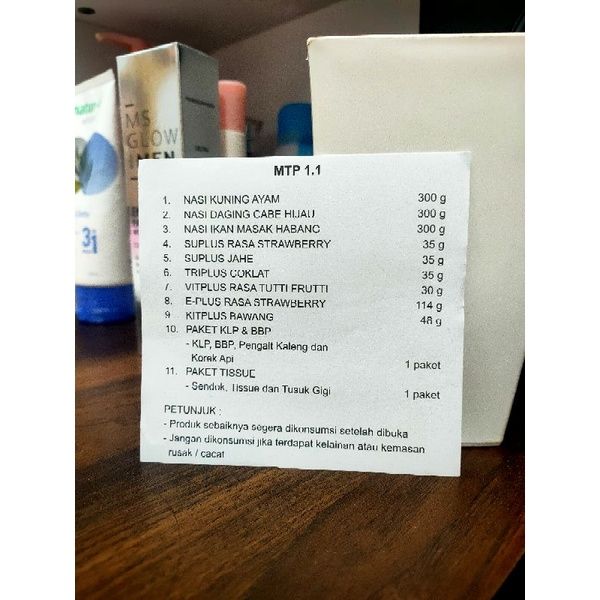 natur
MS
GLOW
MEN
3in1
MTP 1.1
1. NASI KUNING AYAM 300 g
2. NASI DAGING CABE HIJAU 300 g
3. NASI IKAN MASAK HABANG 300 g
4. SUPLUS RASA STRAWBERRY 35 g
5. SUPLUS JAHE 35 g
6. TRIPLUS COKLAT 35 g
7. VITPLUS RASA TUTTI FRUTTI 30 g
8. E-PLUS RASA STRAWBERRY 114 g
9. KITPLUS BAWANG 48 g
10. PAKET KLP & BBP
- KLP, BBP, Pengait Kaleng dan
Korek Api 1 paket
11. PAKET TISSUE
- Sendok, Tissue dan Tusuk Gigi 1 paket
PETUNJUK :
- Produk sebaiknya segera dikonsumsi setelah dibuka
- Jangan dikonsumsi jika terdapat kelainan atau kemasan
rusak / cacat